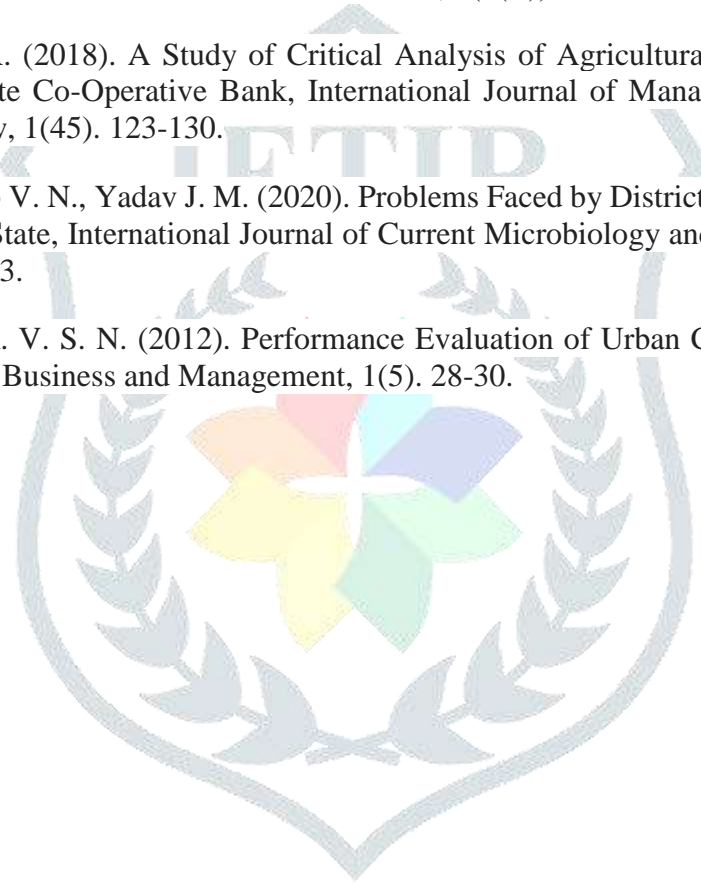 . (2018). A Study of Critical Analysis of Agricultura
te Co-Operative Bank, International Journal of Mana
, 1(45). 123-130.
JETIR
V. N., Yadav J. M. (2020). Problems Faced by District
State, International Journal of Current Microbiology an
3.
. V. S. N. (2012). Performance Evaluation of Urban C
Business and Management, 1(5). 28-30.